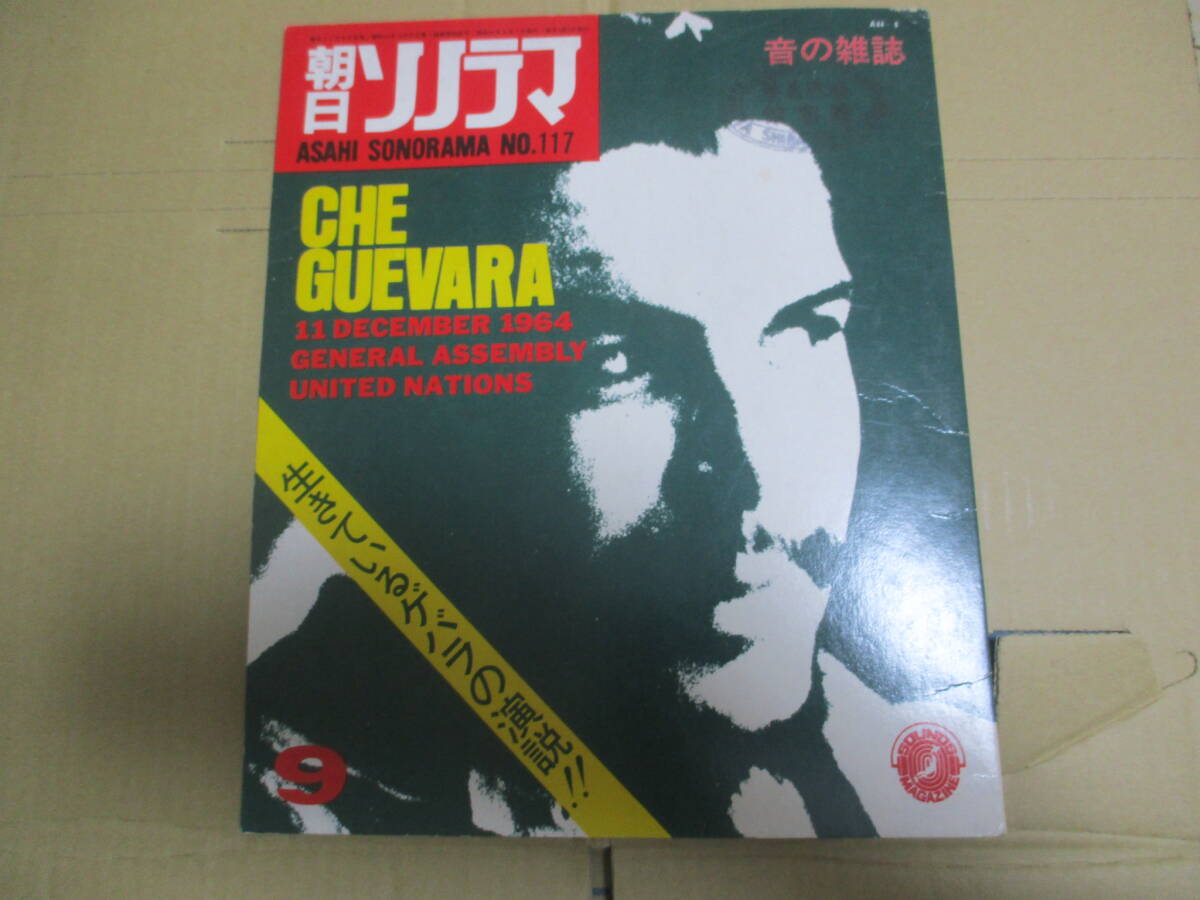 朝日ソノラマ
ASAHI SONORAMA NO.117
音の雑誌
CHE
GUEVARA
11 DECEMBER 1964
GENERAL ASSEMBLY
UNITED NATIONS
生きているゲバラの演説!!
9
SOUNDS
MAGAZINE